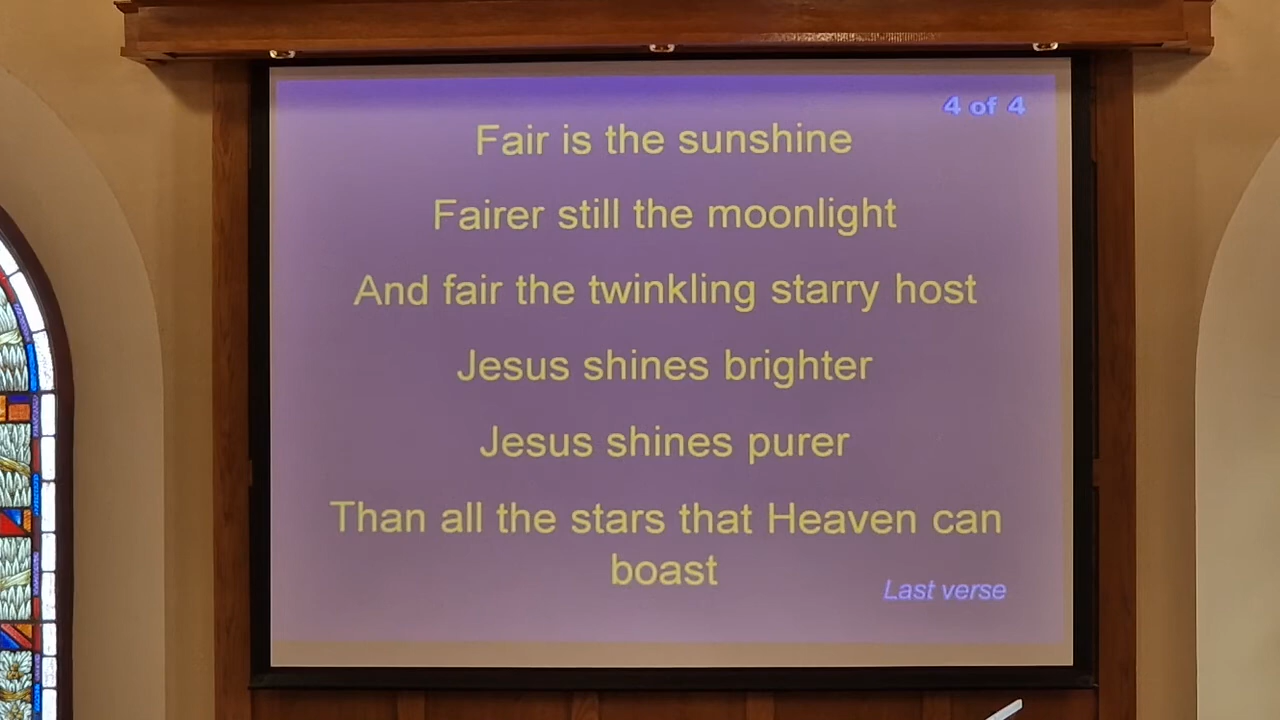 4 of 4
Fair is the sunshine
Fairer still the moonlight
And fair the twinkling starry host
Jesus shines brighter
Jesus shines purer
Than all the stars that Heaven can
boast
Last verse